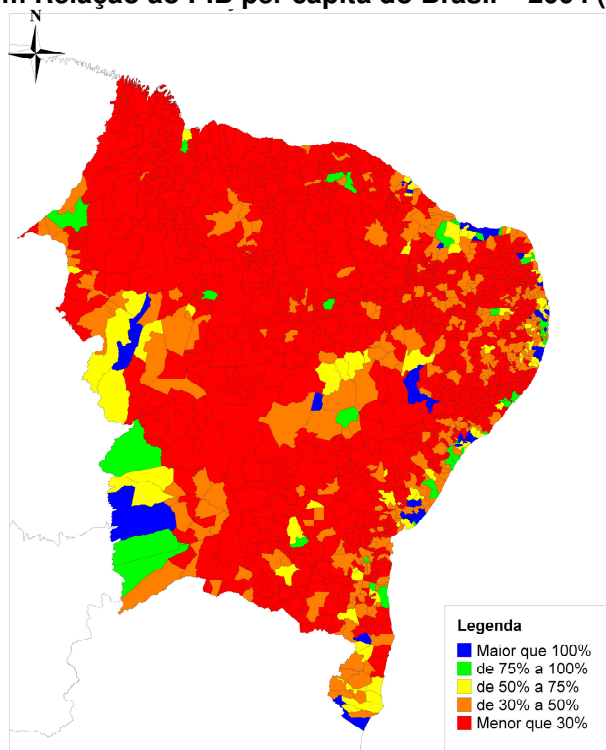 Relação ao PIB per capita do Brasil – 2004 (
N
Legenda
Maior que 100%
de 75% a 100%
de 50% a 75%
de 30% a 50%
Menor que 30%